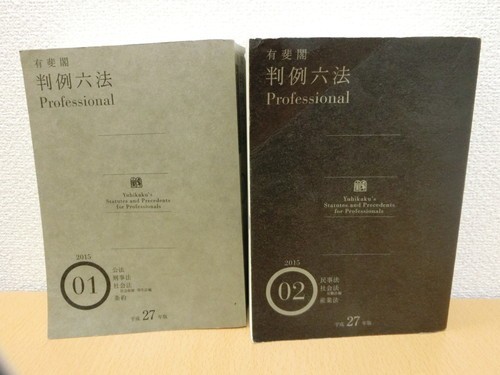 有斐閣
判例六法
Professional
Yuhikaku's
Statutes and Precedents
for Professionals
2015
01
公法
刑事法
社会法
条約
平成27年版
有斐閣
判例六法
Professional
Yuhikaku's
Statutes and Precedents
for Professionals
2015
02
民事法
社会法
産業法
平成27年版